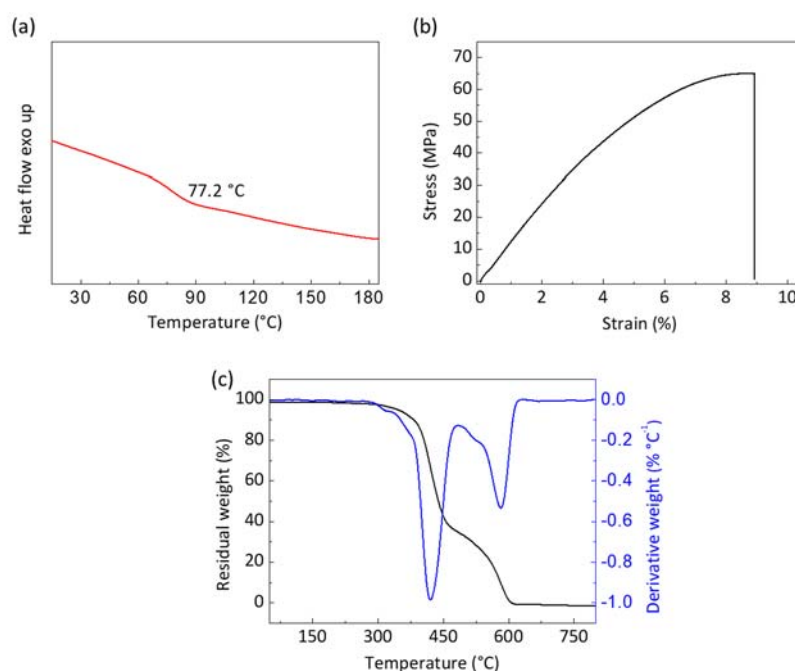 (a)
Heat flow exo up
77.2 °C
30 60 90 120 150 180
Temperature (°C)
(b)
Stress (MPa)
70
60
50
40
30
20
10
0
0 2 4 6 8 10
Strain (%)
(c)
Residual weight (%)
100
80
60
40
20
0
0.0
-0.2
-0.4
-0.6
-0.8
-1.0
Derivative weight (% °C⁻¹)
150 300 450 600 750
Temperature (°C)